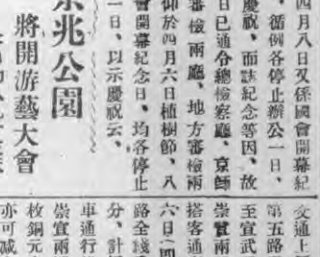 四月八日又係國會開幕紀
、循例各停止辦公一日、
慶祝、而該紀念等因、故
日已通令總檢察廳、京師
審檢兩廳、地方審檢兩
仰於四月六日植樹節、八
會開幕紀念日、均各停止
一日、以示慶祝云、
京兆公園
將開游藝大會
交通上
第五路
至宣武
崇寶兩
搭客通
六日(四
路全綫
分、計
車通行
崇宣兩
枚銅元
亦可減